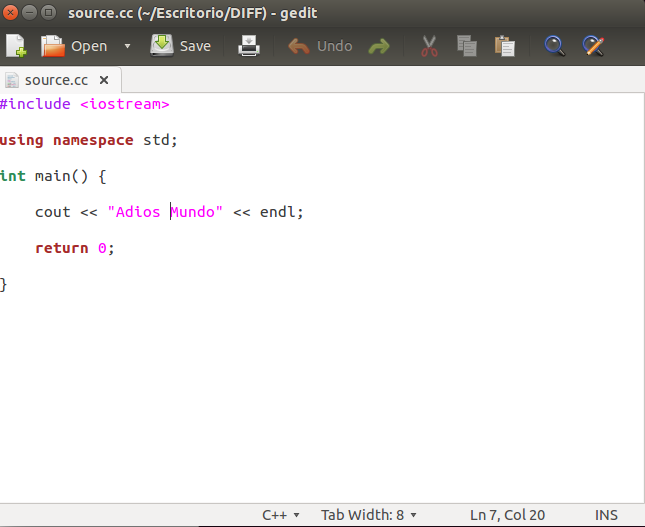 source.cc (~/Escritorio/DIFF) - gedit
Open Save Undo
source.cc
#include <iostream>
using namespace std;
int main() {
    cout << "Adios Mundo" << endl;
    return 0;
}
C++ Tab Width: 8 Ln 7, Col 20 INS